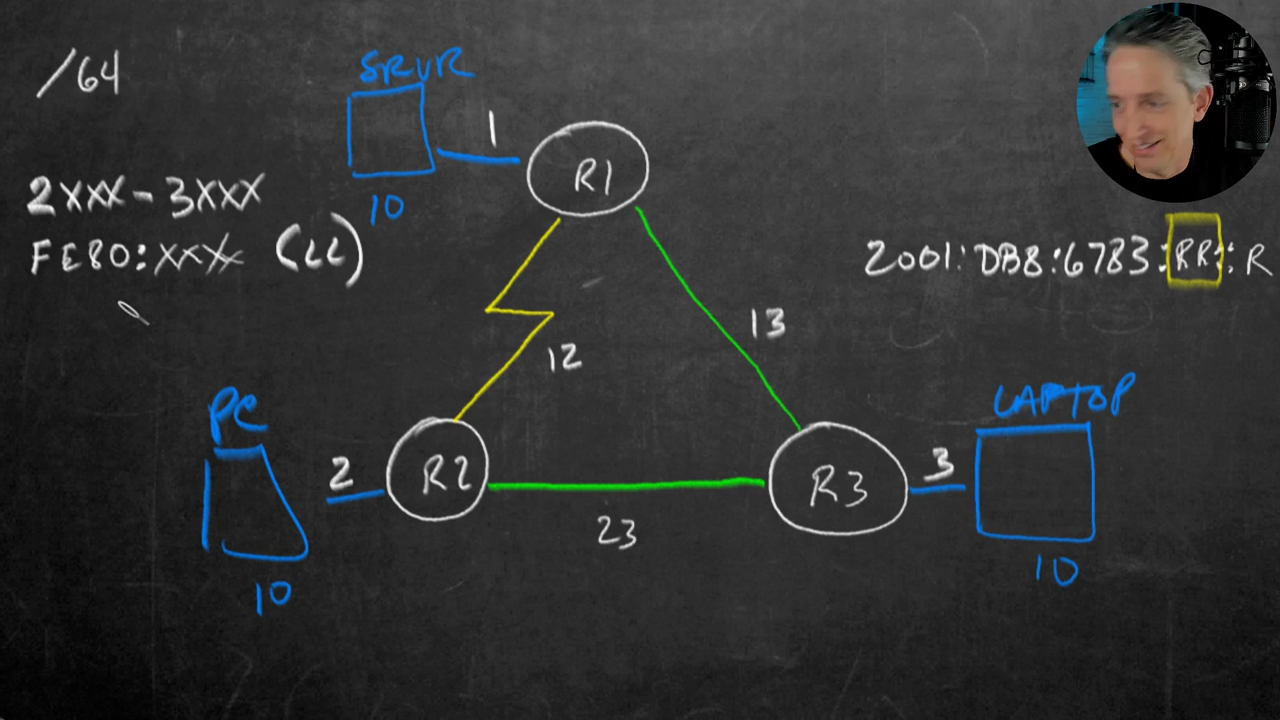 /64
SRVR
1
R1
10
2XXX - 3XXX
FE80:XXX (LL)
2001:DB8:6783:RR::R
13
12
PC
LAPTOP
2
R2
R3
3
23
10
10